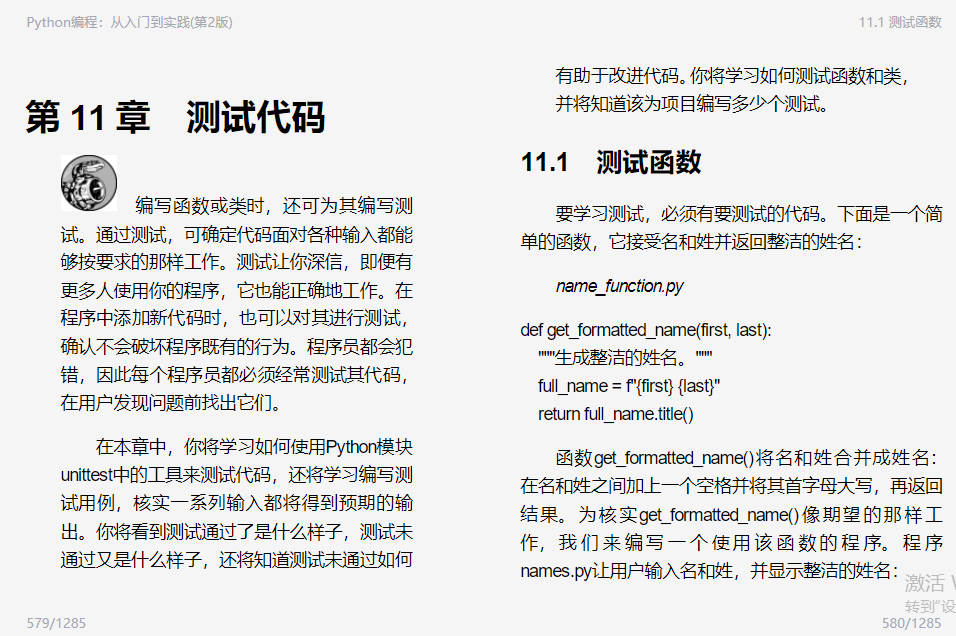 Python编程：从入门到实践(第2版)
11.1 测试函数
第 11 章　测试代码
编写函数或类时，还可为其编写测
试。通过测试，可确定代码面对各种输入都能
够按要求的那样工作。测试让你深信，即便有
更多人使用你的程序，它也能正确地工作。在
程序中添加新代码时，也可以对其进行测试，
确认不会破坏程序既有的行为。程序员都会犯
错，因此每个程序员都必须经常测试其代码，
在用户发现问题前找出它们。
在本章中，你将学习如何使用Python模块
unittest中的工具来测试代码，还将学习编写测
试用例，核实一系列输入都将得到预期的输
出。你将看到测试通过了是什么样子，测试未
通过又是什么样子，还将知道测试未通过如何
579/1285
有助于改进代码。你将学习如何测试函数和类，
并将知道该为项目编写多少个测试。
11.1　测试函数
要学习测试，必须有要测试的代码。下面是一个简
单的函数，它接受名和姓并返回整洁的姓名：
name_function.py
def get_formatted_name(first, last):
"""生成整洁的姓名。"""
full_name = f"{first} {last}"
return full_name.title()
函数get_formatted_name()将名和姓合并成姓名：
在名和姓之间加上一个空格并将其首字母大写，再返回
结果。为核实get_formatted_name()像期望的那样工
作，我们来编写一个使用该函数的程序。程序
names.py让用户输入名和姓，并显示整洁的姓名：
激活
转到"设
580/1285